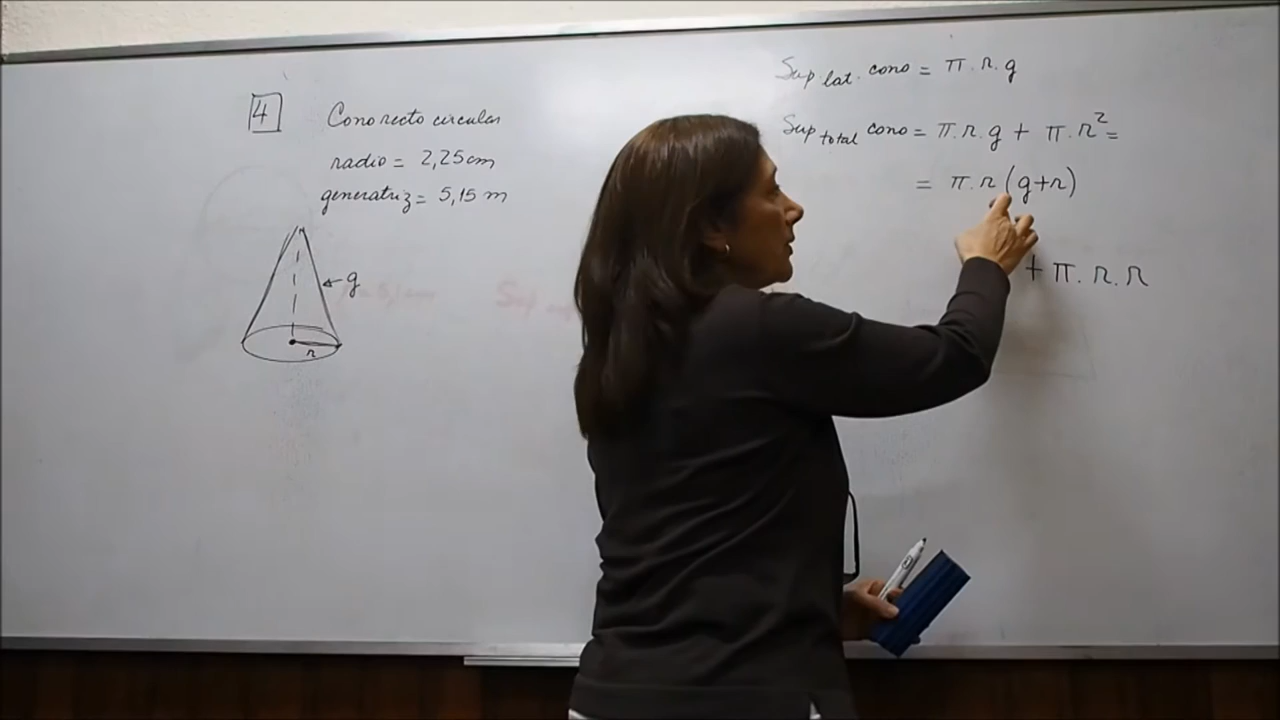 4 Cono recto circular
radio = 2,25 cm
generatriz = 5,15 m
g
r
Sup lat. cono = π.r.g
Sup total cono = π.r.g + π.r² =
= π.r (g+r)
+ π.r.r